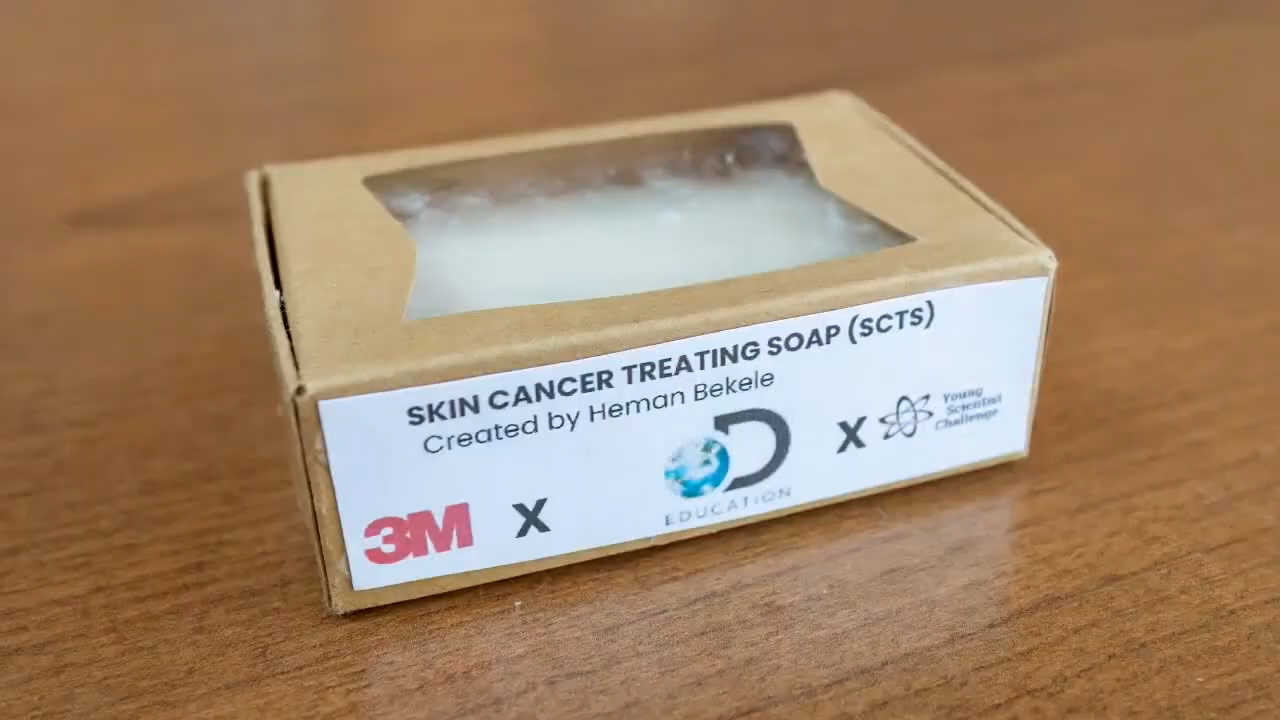 SKIN CANCER TREATING SOAP (SCTS)
Created by Heman Bekele
3M X
EDUCATION
X
Young
Scientist
Challenge